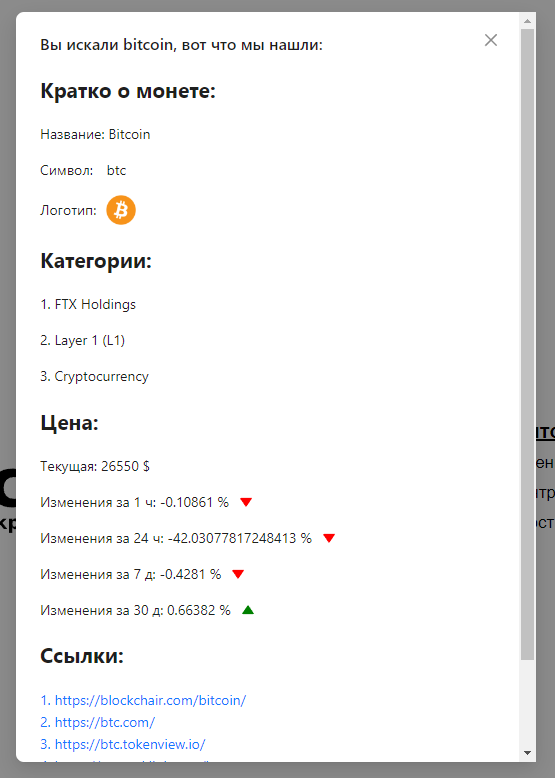 Вы искали bitcoin, вот что мы нашли:
Кратко о монете:
Название: Bitcoin
Символ: btc
Логотип:
Категории:
1. FTX Holdings
2. Layer 1 (L1)
3. Cryptocurrency
Цена:
Текущая: 26550 $
Изменения за 1 ч: -0.10861 %
Изменения за 24 ч: -42.03077817248413 %
Изменения за 7 д: -0.4281 %
Изменения за 30 д: 0.66382 %
Ссылки:
1. https://blockchair.com/bitcoin/
2. https://btc.com/
3. https://btc.tokenview.io/